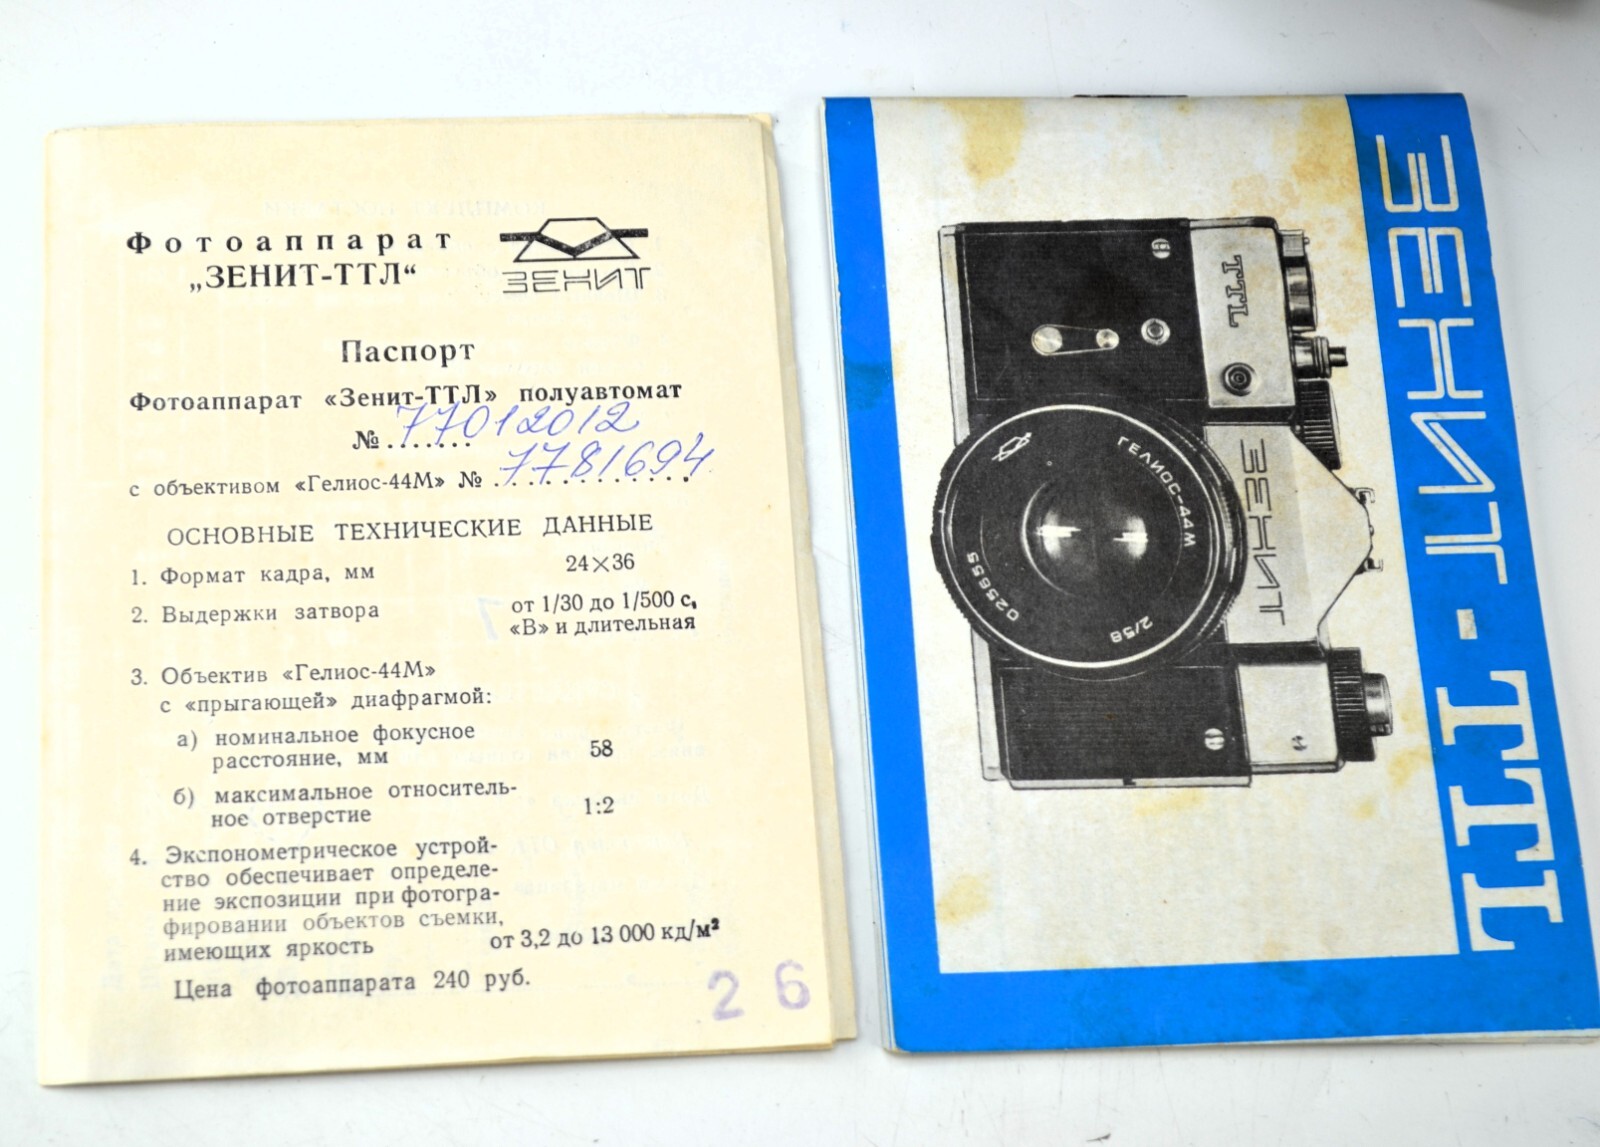 Фотоаппарат
„ЗЕНИТ-ТТЛ“
ЗЕНИТ
Паспорт
Фотоаппарат «Зенит-ТТЛ» полуавтомат
№ 77012012
с объективом «Гелиос-44М» № 7781694
ОСНОВНЫЕ ТЕХНИЧЕСКИЕ ДАННЫЕ
1. Формат кадра, мм 24×36
2. Выдержки затвора от 1/30 до 1/500 с,
«В» и длительная
3. Объектив «Гелиос-44М»
с «прыгающей» диафрагмой:
а) номинальное фокусное
расстояние, мм 58
б) максимальное относитель-
ное отверстие 1:2
4. Экспонометрическое устрой-
ство обеспечивает определе-
ние экспозиции при фотогра-
фировании объектов съемки,
имеющих яркость от 3,2 до 13 000 кд/м²
Цена фотоаппарата 240 руб.
26
ЗЕНИТ-TTL
TTL
ЗЕНИТ
ГЕЛИОС-44М
2/58
025655